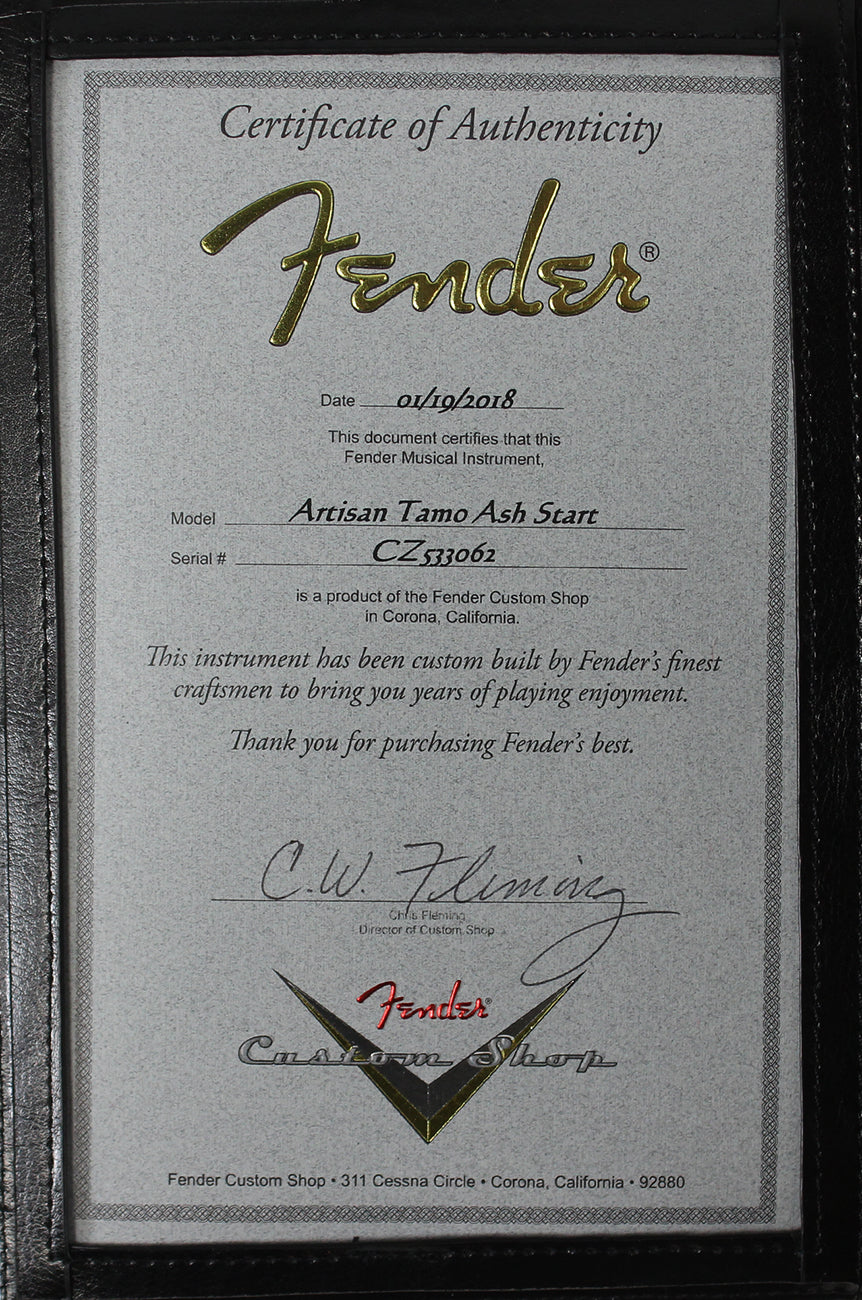 Certificate of Authenticity
Fender®
Date 01/19/2018
This document certifies that this
Fender Musical Instrument,
Model Artisan Tamo Ash Start
Serial # CZ533062
is a product of the Fender Custom Shop
in Corona, California.
This instrument has been custom built by Fender's finest
craftsmen to bring you years of playing enjoyment.
Thank you for purchasing Fender's best.
C.W. Fleming
Chris Fleming
Director of Custom Shop
Fender®
Custom Shop
Fender Custom Shop • 311 Cessna Circle • Corona, California • 92880